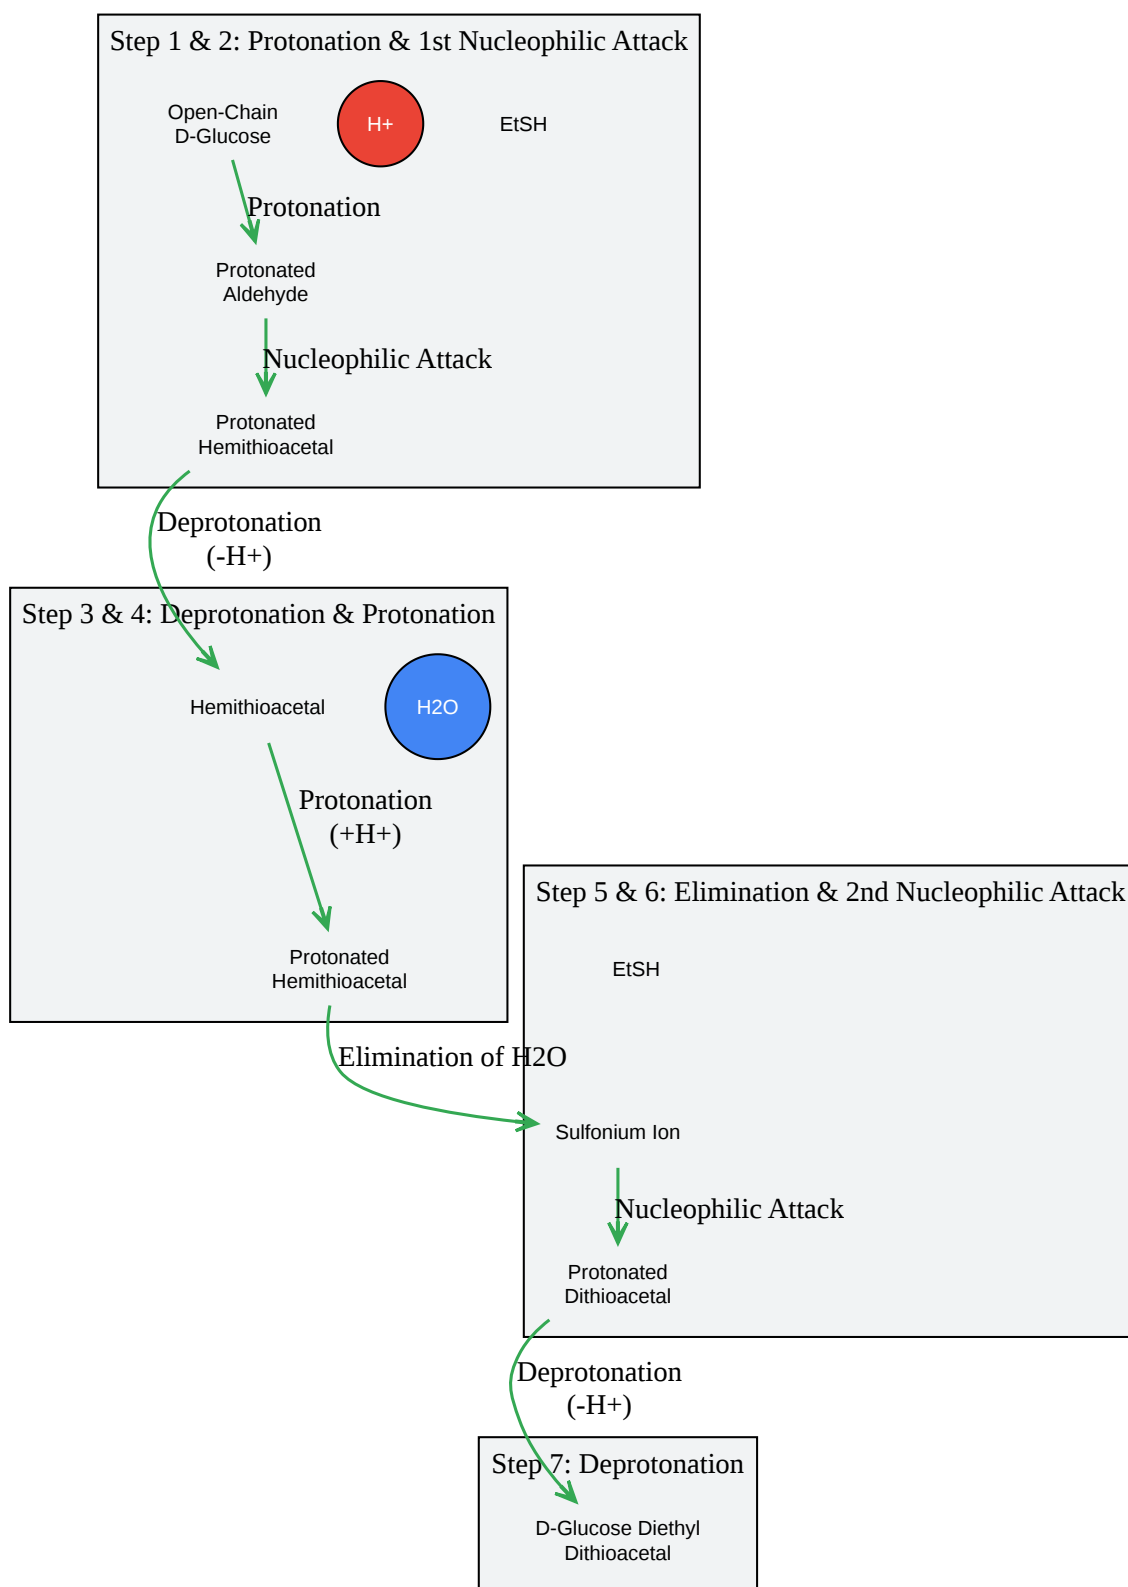 Step 1 & 2: Protonation & 1st Nucleophilic Attack
Open-Chain
D-Glucose
H+
EtSH
Protonation
Protonated
Aldehyde
Nucleophilic Attack
Protonated
Hemithioacetal
Deprotonation
(-H+)
Step 3 & 4: Deprotonation & Protonation
Hemithioacetal
H2O
Protonation
(+H+)
Protonated
Hemithioacetal
Elimination of H2O
Step 5 & 6: Elimination & 2nd Nucleophilic Attack
EtSH
Sulfonium Ion
Nucleophilic Attack
Protonated
Dithioacetal
Deprotonation
(-H+)
Step 7: Deprotonation
D-Glucose Diethyl
Dithioacetal